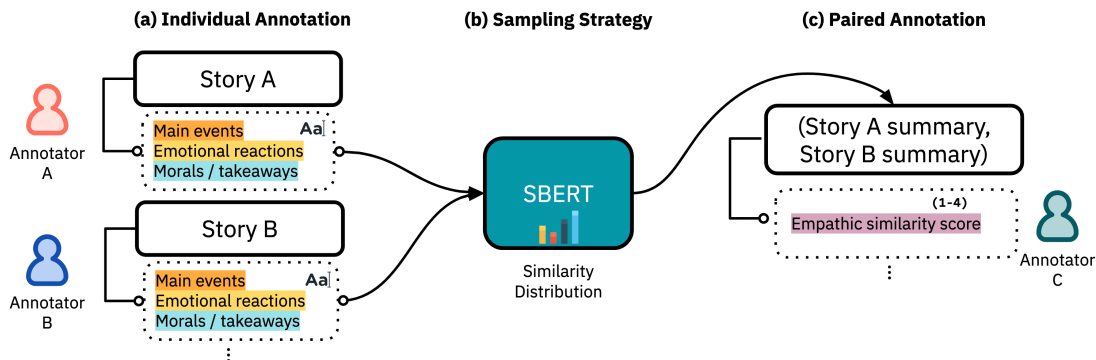 (a) Individual Annotation
Story A
Main events
Aa
Emotional reactions
Morals / takeaways
Annotator
A
Story B
Main events
Aa
Emotional reactions
Morals / takeaways
Annotator
B
(b) Sampling Strategy
SBERT
Similarity
Distribution
(c) Paired Annotation
(Story A summary,
Story B summary)
(1-4)
Empathic similarity score
Annotator
C